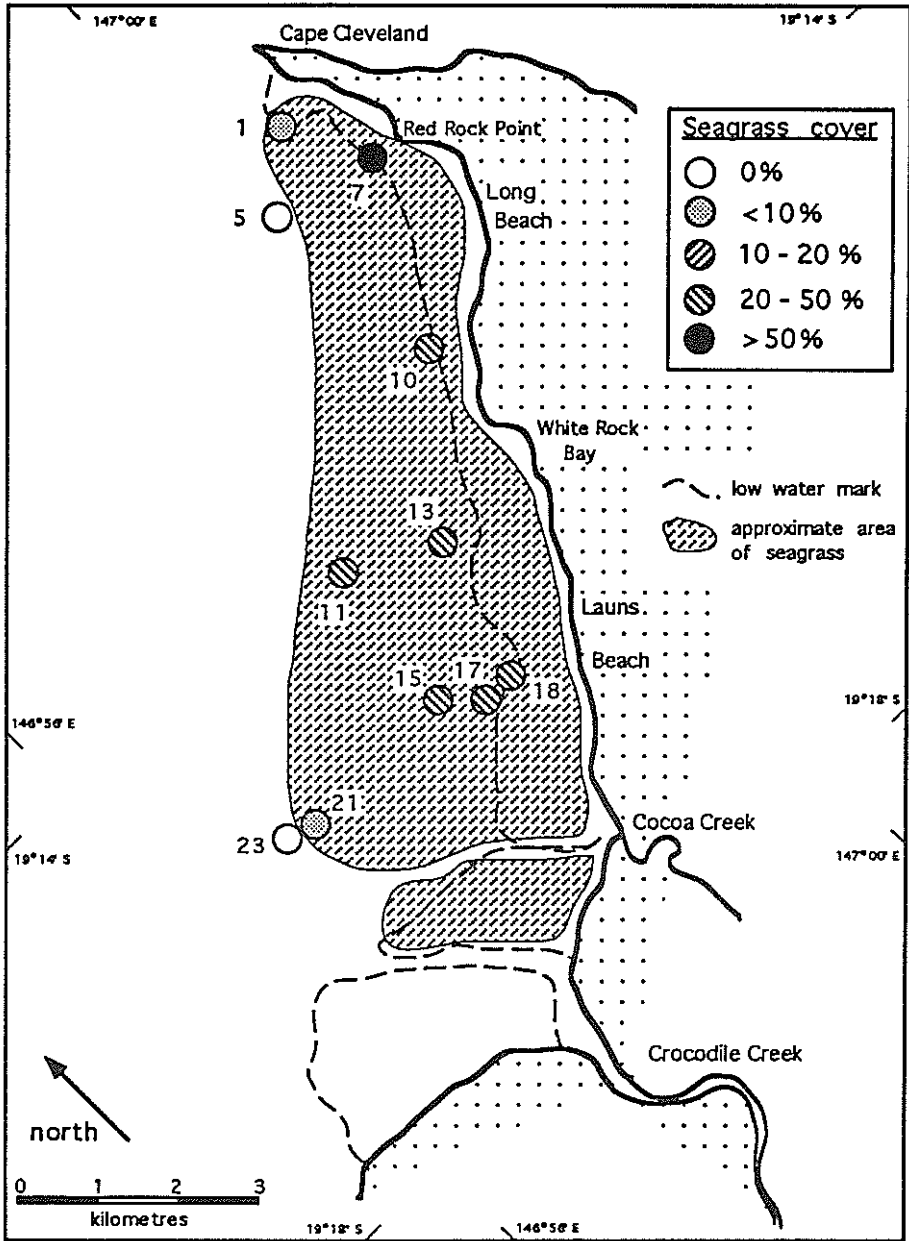 147°00' E
19°14' S
Cape Cleveland
1
Red Rock Point
7
5
Long
Beach
Seagrass cover
0%
<10%
10 - 20 %
20 - 50 %
>50%
10
White Rock
Bay
low water mark
approximate area
of seagrass
13
11
Launs
Beach
15
17
18
146°56' E
19°18' S
21
23
Cocoa Creek
19°14' S
147°00' E
Crocodile Creek
north
0 1 2 3
kilometres
19°18' S
146°56' E